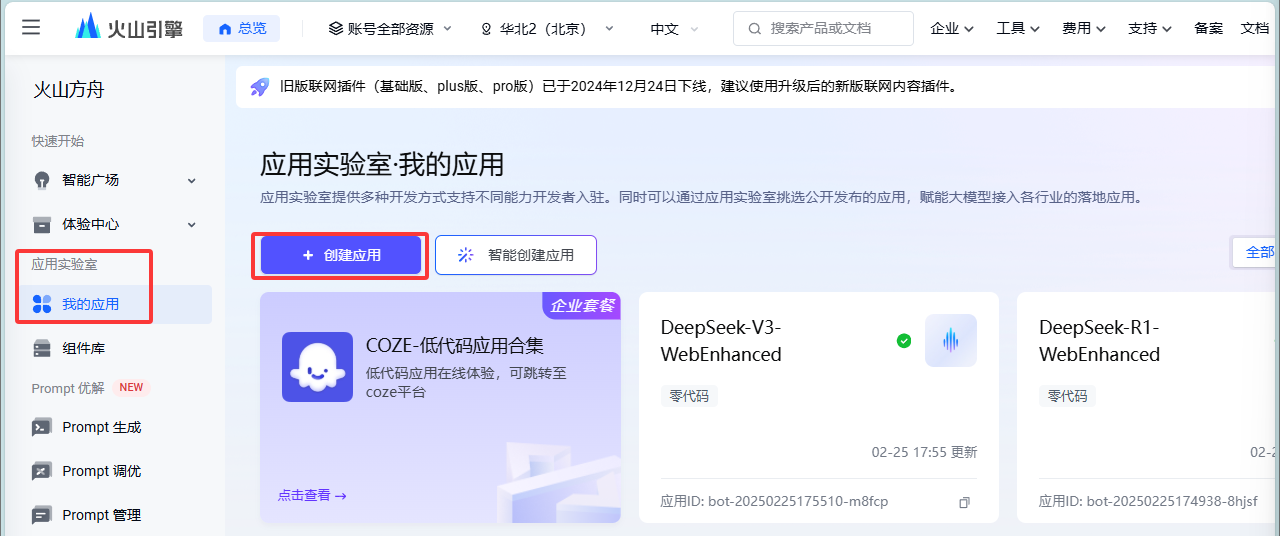 火山引擎
总览
账号全部资源
华北2（北京）
中文
搜索产品或文档
企业
工具
费用
支持
备案
文档
火山方舟
快速开始
智能广场
体验中心
应用实验室
我的应用
组件库
Prompt 优解 NEW
Prompt 生成
Prompt 调优
Prompt 管理
旧版联网插件（基础版、plus版、pro版）已于2024年12月24日下线，建议使用升级后的新版联网内容插件。
应用实验室·我的应用
应用实验室提供多种开发方式支持不同能力开发者入驻。同时可以通过应用实验室挑选公开发布的应用，赋能大模型接入各行业的落地应用。
+ 创建应用
智能创建应用
全部
企业套餐
COZE-低代码应用合集
低代码应用在线体验，可跳转至
coze平台
点击查看→
DeepSeek-V3-
WebEnhanced
零代码
02-25 17:55 更新
应用ID: bot-20250225175510-m8fcp
DeepSeek-R1-
WebEnhanced
零代码
02-2
应用ID: bot-20250225174938-8hjsf